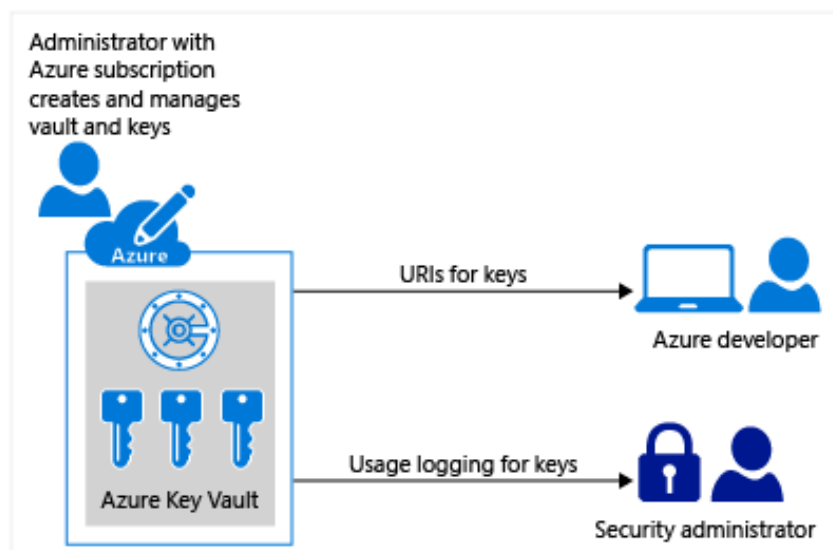 Administrator with
Azure subscription
creates and manages
vault and keys
Azure
URIs for keys
Azure developer
Usage logging for keys
Azure Key Vault
Security administrator